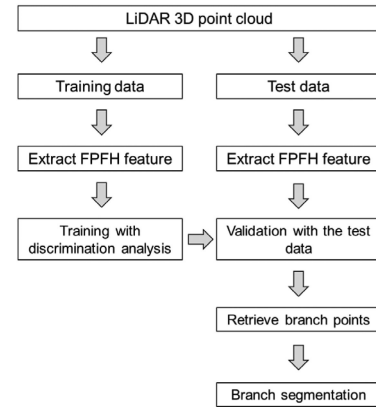 LiDAR 3D point cloud
Training data
Test data
Extract FPFH feature
Extract FPFH feature
Training with
discrimination analysis
Validation with the test
data
Retrieve branch points
Branch segmentation